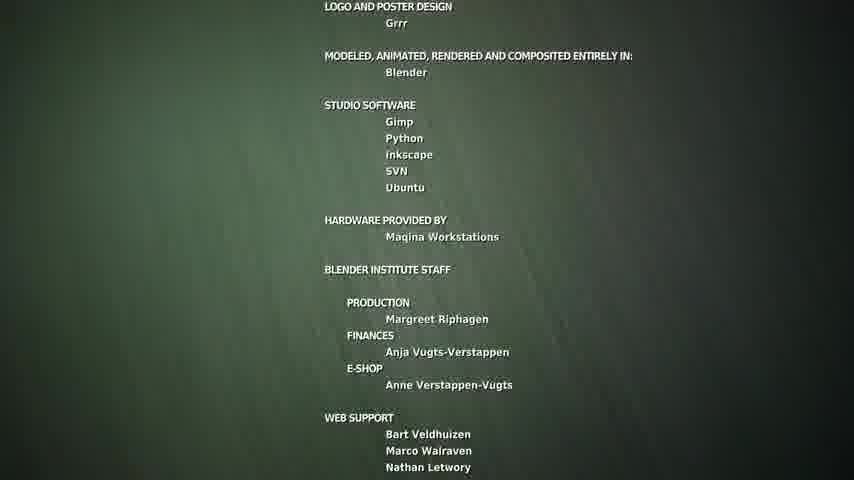 LOGO AND POSTER DESIGN
Grrr
MODELED, ANIMATED, RENDERED AND COMPOSITED ENTIRELY IN:
Blender
STUDIO SOFTWARE
Gimp
Python
Inkscape
SVN
Ubuntu
HARDWARE PROVIDED BY
Maqina Workstations
BLENDER INSTITUTE STAFF
PRODUCTION
Margreet Riphagen
FINANCES
Anja Vugts-Verstappen
E-SHOP
Anne Verstappen-Vugts
WEB SUPPORT
Bart Veldhuizen
Marco Walraven
Nathan Letwory